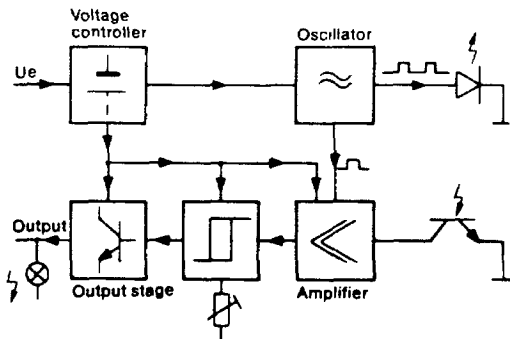 Voltage
controller
Oscillator
Ue
Output
Output stage
Amplifier